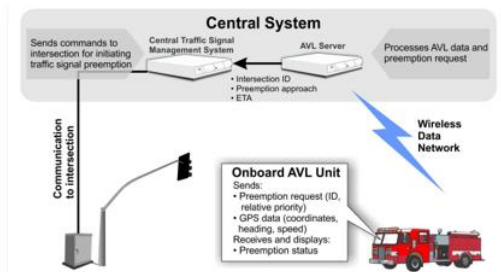 Central System
Sends commands to
intersection for initiating
traffic signal preemption
Central Traffic Signal
Management System
AVL Server
Processes AVL data and
preemption request
• Intersection ID
• Preemption approach
• ETA
Communication
to intersection
Wireless
Data
Network
Onboard AVL Unit
Sends:
• Preemption request (ID,
relative priority)
• GPS data (coordinates,
heading, speed)
Receives and displays:
• Preemption status